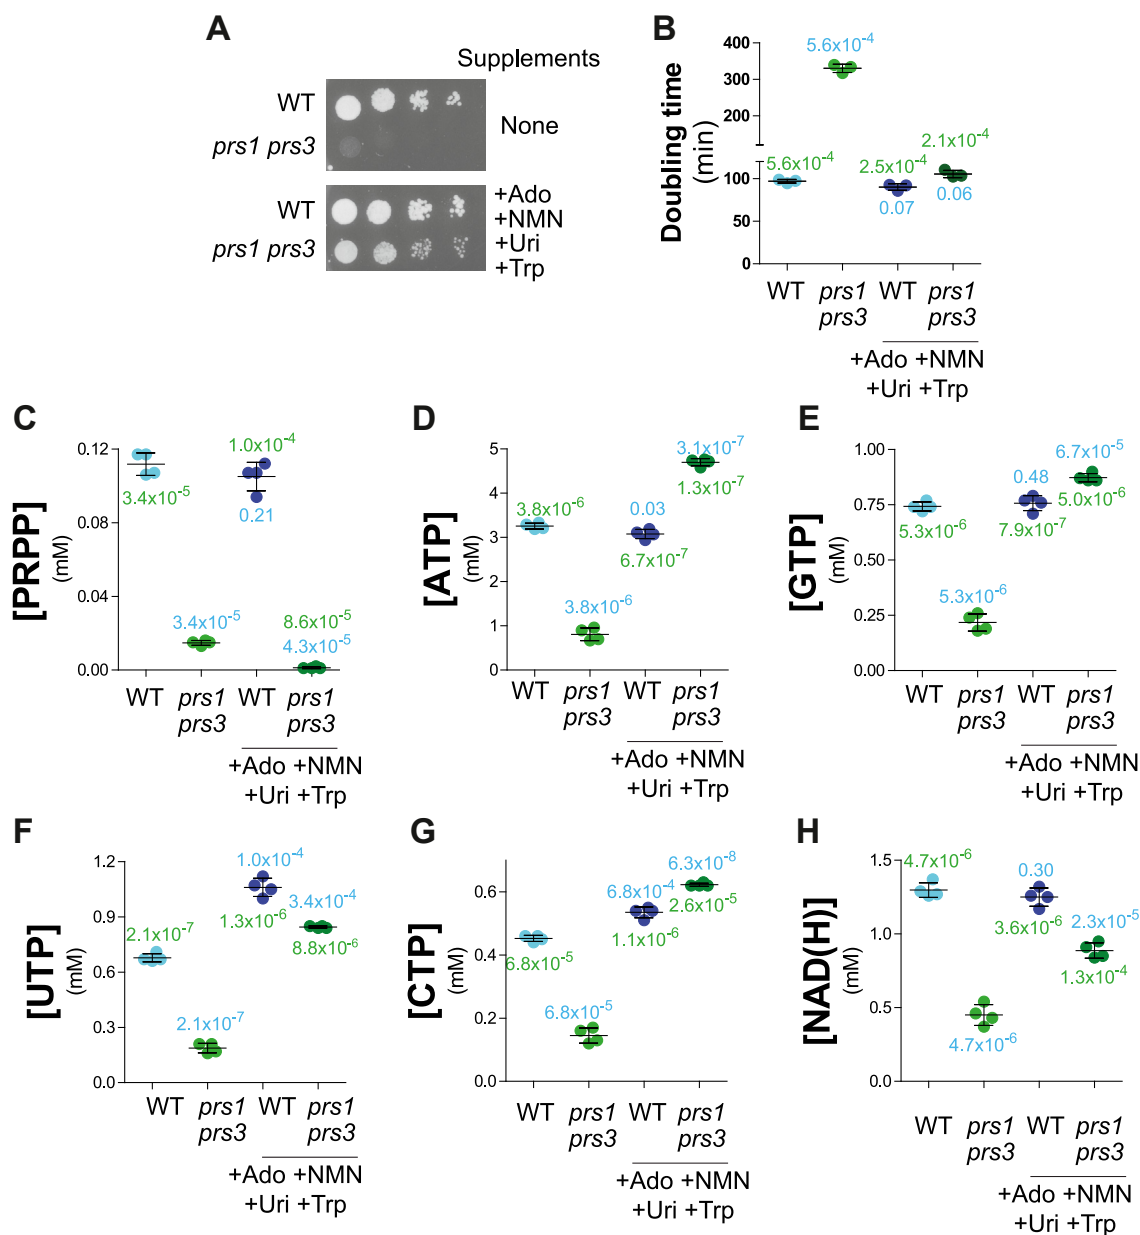 A
Supplements
WT
prs1 prs3
None
WT
prs1 prs3
+Ado
+NMN
+Uri
+Trp
B
Doubling time
(min)
400
300
200
100
50
0
5.6x10-4
5.6x10-4
2.5x10-4
0.07
2.1x10-4
0.06
WT prs1 prs3 WT prs1 prs3
+Ado +NMN
+Uri +Trp
C
[PRPP]
(mM)
0.12
0.08
0.04
0.00
3.4x10-5
3.4x10-5
1.0x10-4
0.21
8.6x10-5
4.3x10-5
WT prs1 prs3 WT prs1 prs3
+Ado +NMN
+Uri +Trp
D
[ATP]
(mM)
5
4
3
2
1
0
3.8x10-6
3.8x10-6
0.03
6.7x10-7
3.1x10-7
1.3x10-7
WT prs1 prs3 WT prs1 prs3
+Ado +NMN
+Uri +Trp
E
[GTP]
(mM)
1.00
0.75
0.50
0.25
0.00
5.3x10-6
5.3x10-6
0.48
7.9x10-7
6.7x10-5
5.0x10-6
WT prs1 prs3 WT prs1 prs3
+Ado +NMN
+Uri +Trp
F
[UTP]
(mM)
1.2
0.9
0.6
0.3
0.0
2.1x10-7
2.1x10-7
1.0x10-4
1.3x10-6
3.4x10-4
8.8x10-6
WT prs1 prs3 WT prs1 prs3
+Ado +NMN
+Uri +Trp
G
[CTP]
(mM)
0.6
0.4
0.2
0.0
6.8x10-5
6.8x10-5
6.8x10-4
1.1x10-6
6.3x10-8
2.6x10-5
WT prs1 prs3 WT prs1 prs3
+Ado +NMN
+Uri +Trp
H
[NAD(H)]
(mM)
1.5
1.0
0.5
0.0
4.7x10-6
4.7x10-6
0.30
3.6x10-6
2.3x10-5
1.3x10-4
WT prs1 prs3 WT prs1 prs3
+Ado +NMN
+Uri +Trp